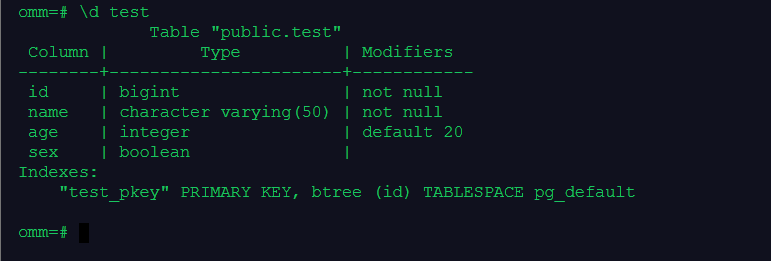 omm=# \d test
             Table "public.test"
 Column |         Type          | Modifiers
--------+-----------------------+------------
 id     | bigint                | not null
 name   | character varying(50) | not null
 age    | integer               | default 20
 sex    | boolean               |
Indexes:
    "test_pkey" PRIMARY KEY, btree (id) TABLESPACE pg_default
omm=#